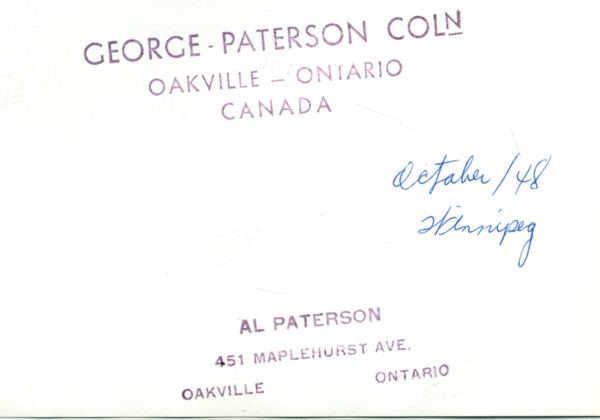 GEORGE-PATERSON COLN
OAKVILLE - ONTARIO
CANADA
October/48
Winnipeg
AL PATERSON
451 MAPLEHURST AVE.
OAKVILLE ONTARIO